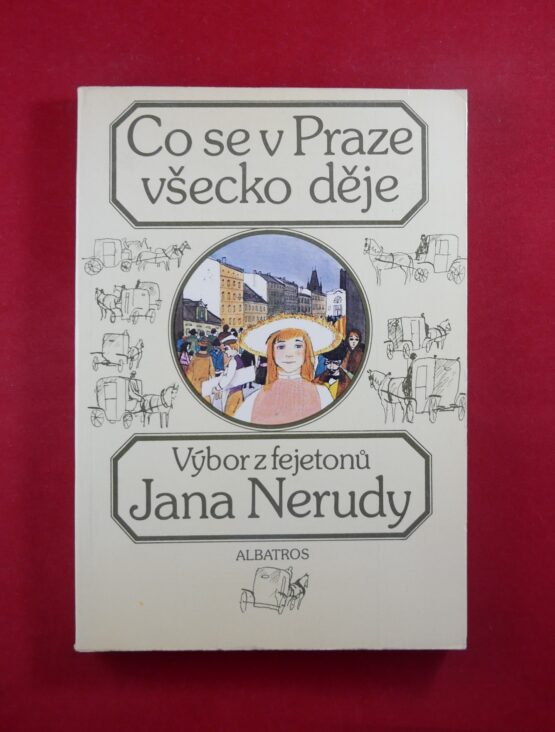 Co se v Praze
všecko děje
Výbor z fejetonů
Jana Nerudy
ALBATROS